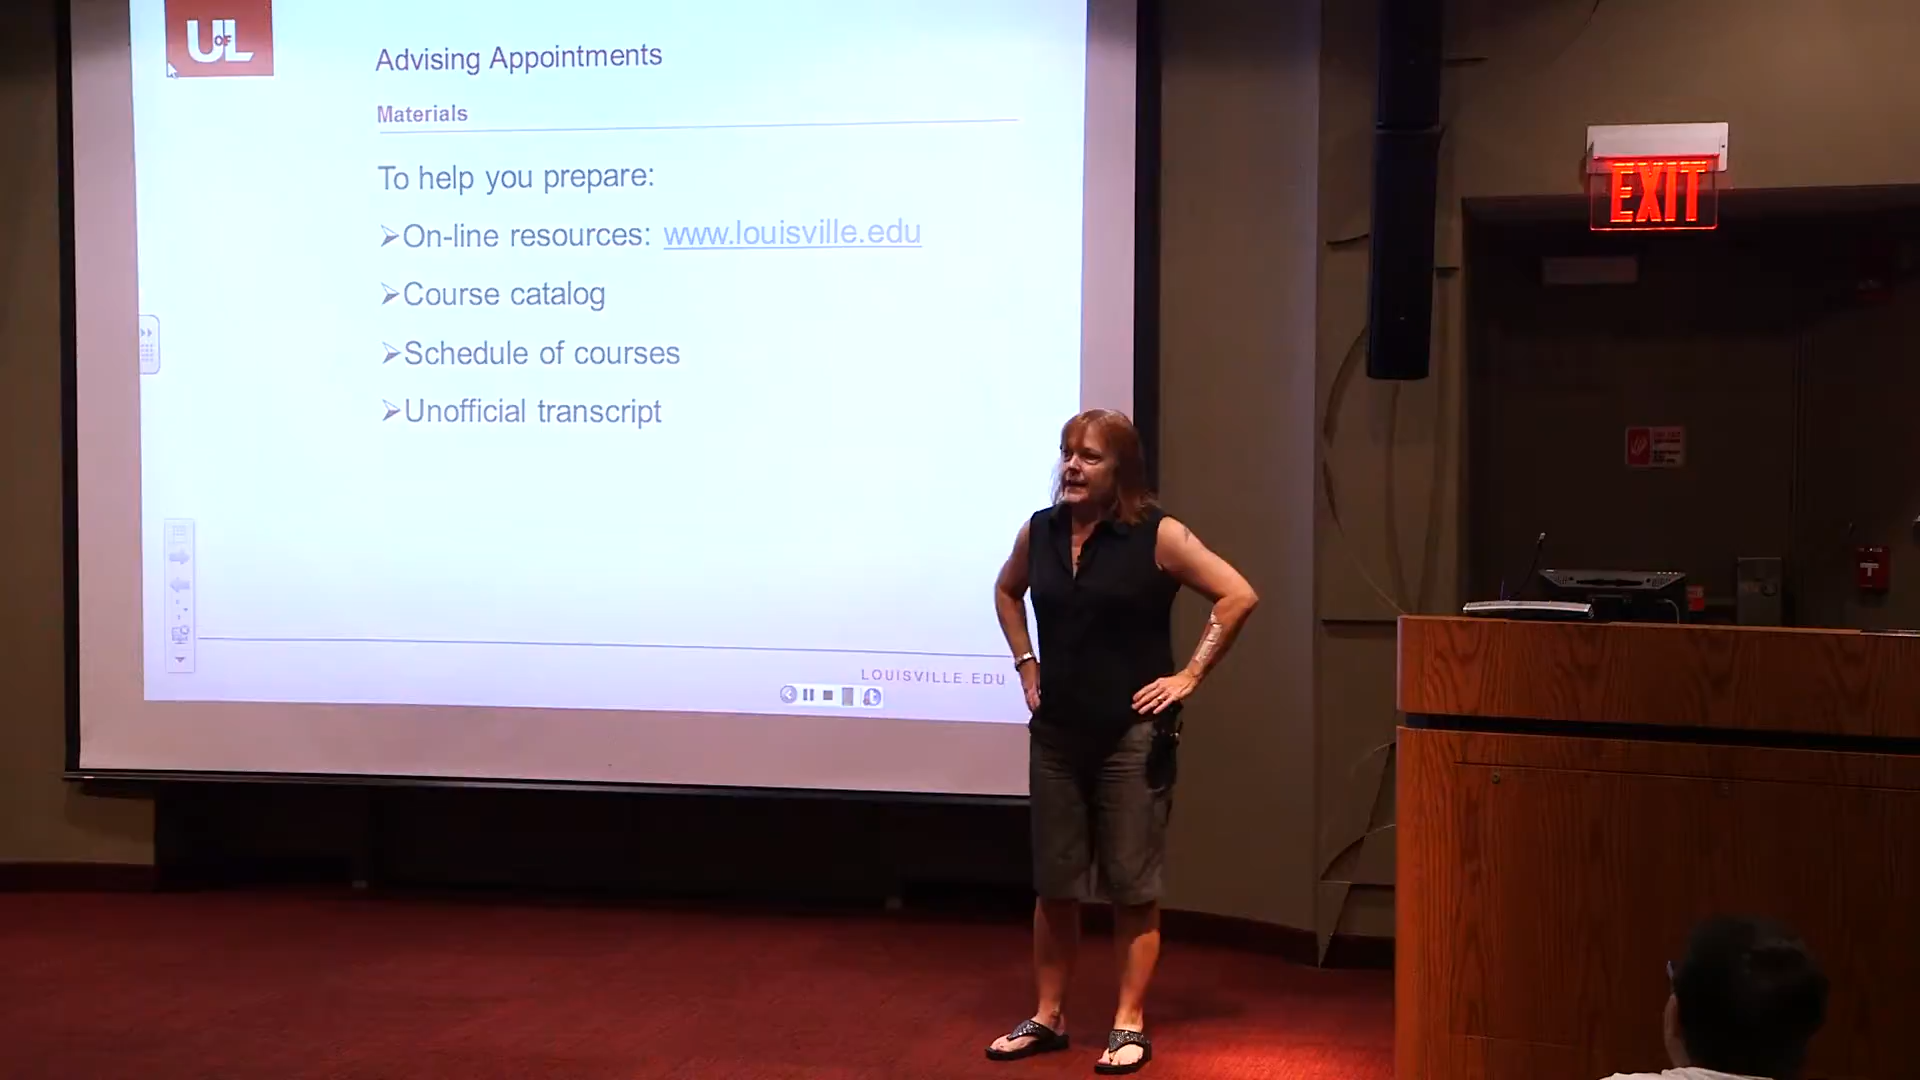 UofL
Advising Appointments
Materials
To help you prepare:
➢On-line resources: www.louisville.edu
➢Course catalog
➢Schedule of courses
➢Unofficial transcript
LOUISVILLE.EDU
EXIT